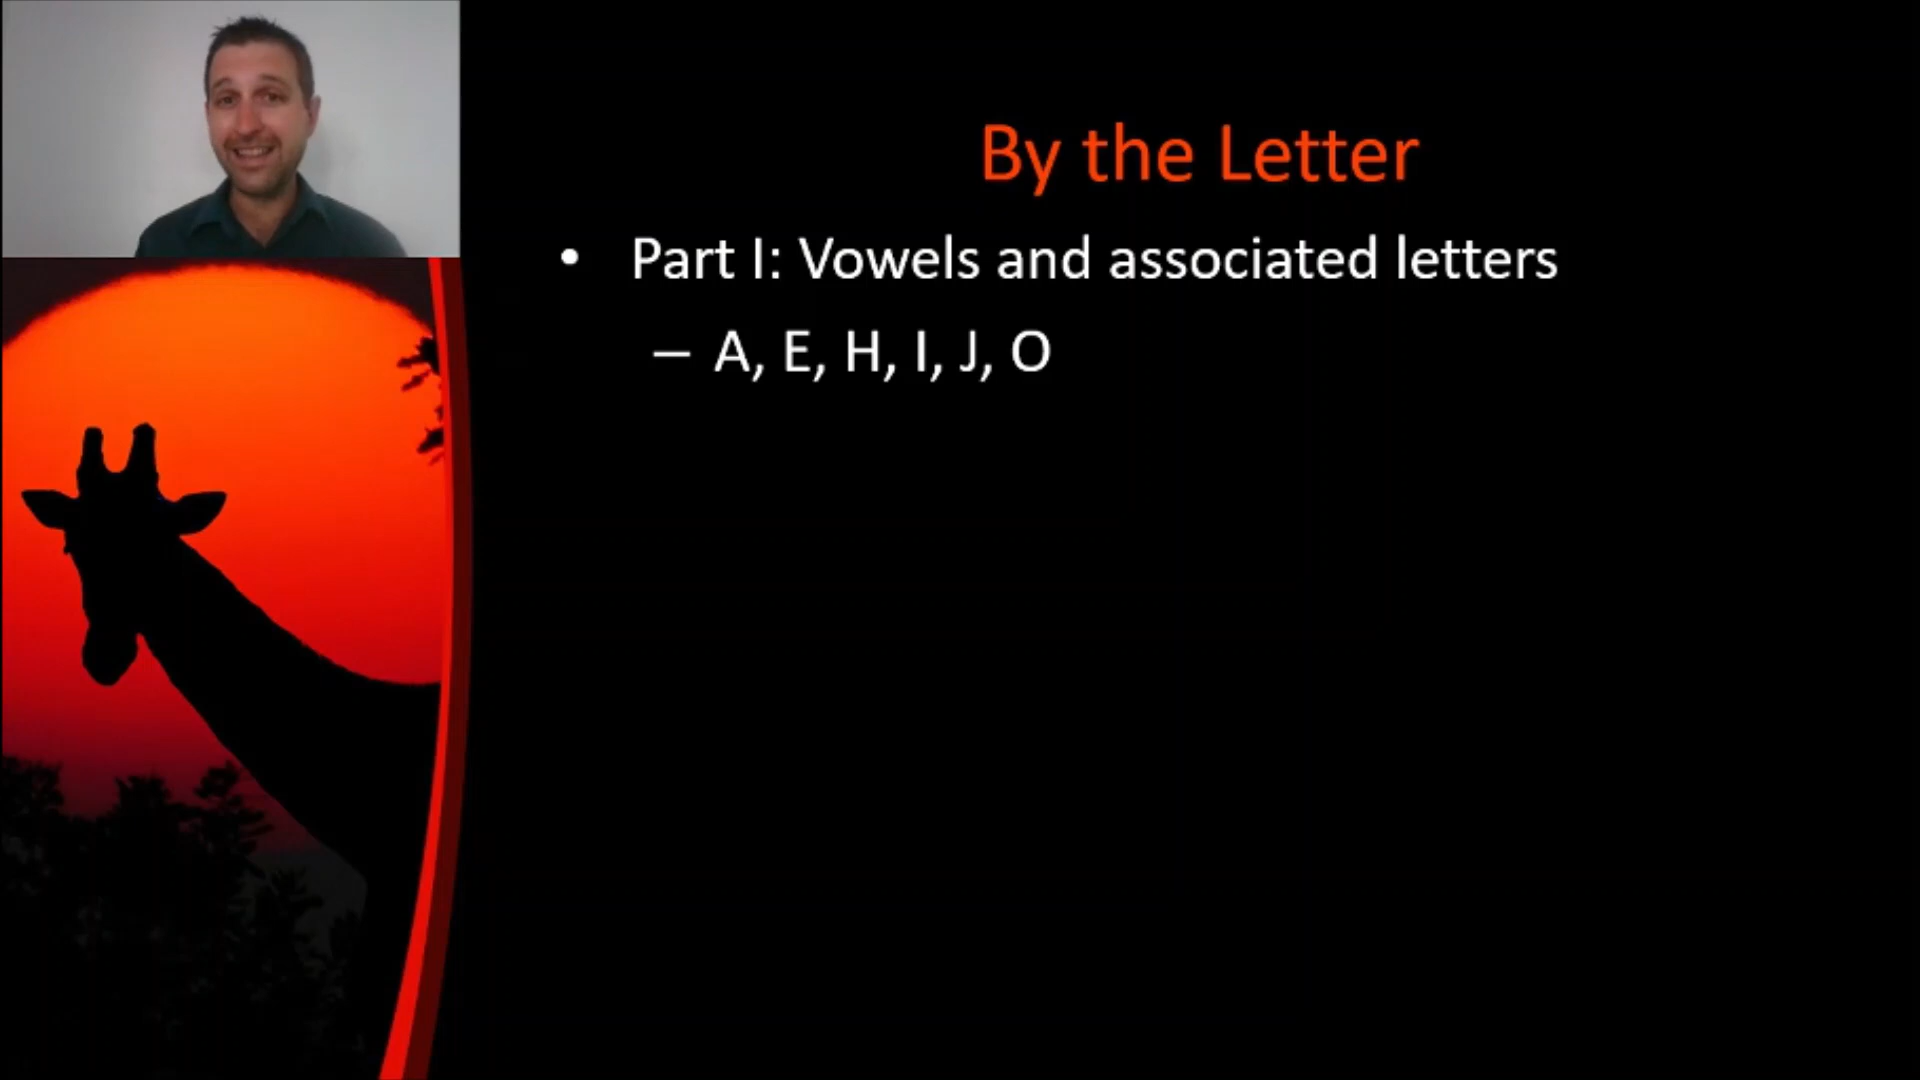 By the Letter
• Part I: Vowels and associated letters
– A, E, H, I, J, O